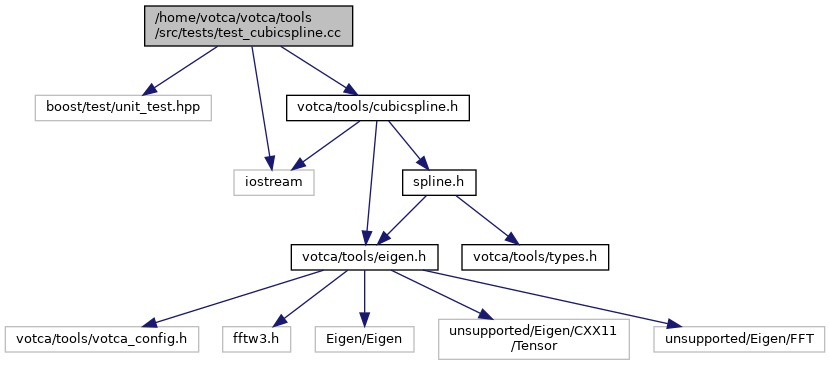 /home/votca/votca/tools
/src/tests/test_cubicspline.cc
boost/test/unit_test.hpp
votca/tools/cubicspline.h
iostream
spline.h
votca/tools/eigen.h
votca/tools/types.h
votca/tools/votca_config.h
fftw3.h
Eigen/Eigen
unsupported/Eigen/CXX11
/Tensor
unsupported/Eigen/FFT